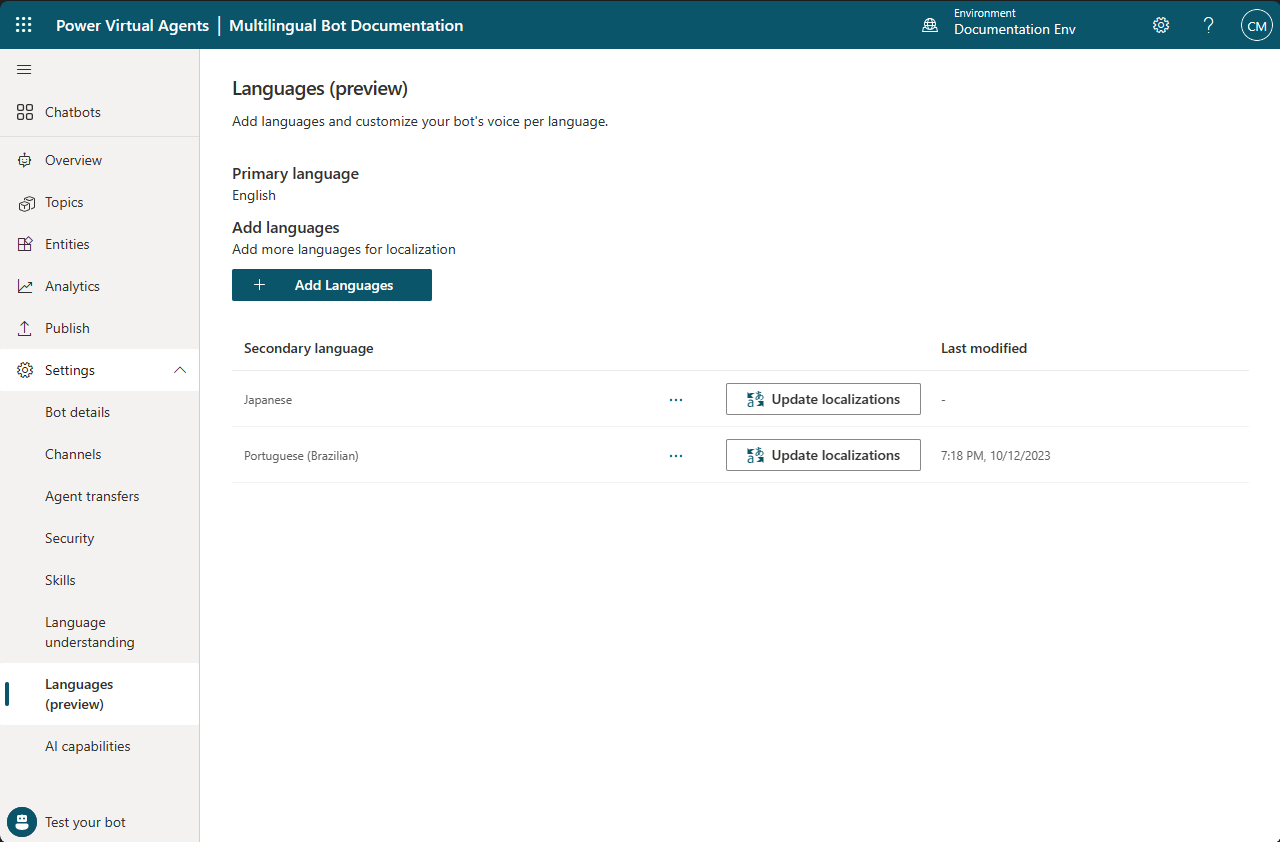 Power Virtual Agents | Multilingual Bot Documentation
Environment
Documentation Env
?
CM
Chatbots
Overview
Topics
Entities
Analytics
Publish
Settings
Bot details
Channels
Agent transfers
Security
Skills
Language
understanding
Languages
(preview)
AI capabilities
Test your bot
Languages (preview)
Add languages and customize your bot's voice per language.
Primary language
English
Add languages
Add more languages for localization
+ Add Languages
Secondary language Last modified
Japanese ··· Update localizations -
Portuguese (Brazilian) ··· Update localizations 7:18 PM, 10/12/2023